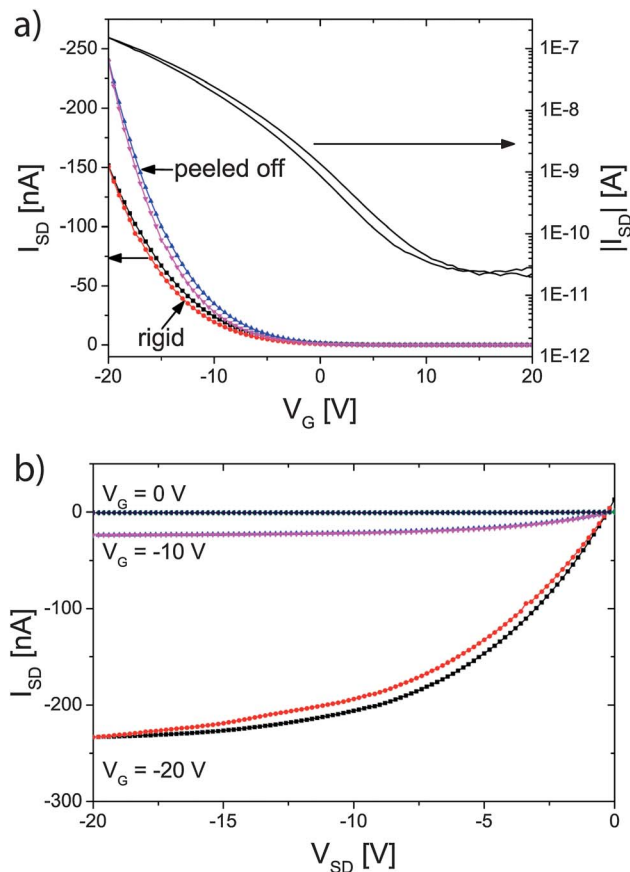 a)
-250
-200
-150
-100
-50
0
I_SD [nA]
peeled off
rigid
1E-7
1E-8
1E-9
1E-10
1E-11
1E-12
|I_SD| [A]
-20 -10 0 10 20
V_G [V]
b)
V_G = 0 V
V_G = -10 V
V_G = -20 V
0
-100
-200
-300
I_SD [nA]
-20 -15 -10 -5 0
V_SD [V]